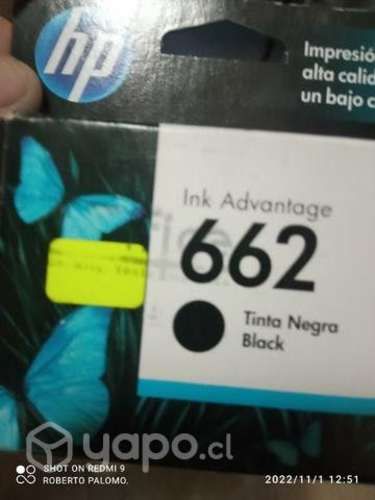 hp
Impresió
alta calid
un bajo c
Ink Advantage
662
Tinta Negra
Black
yapo.cl
SHOT ON REDMI 9
ROBERTO PALOMO.
2022/11/1 12:51